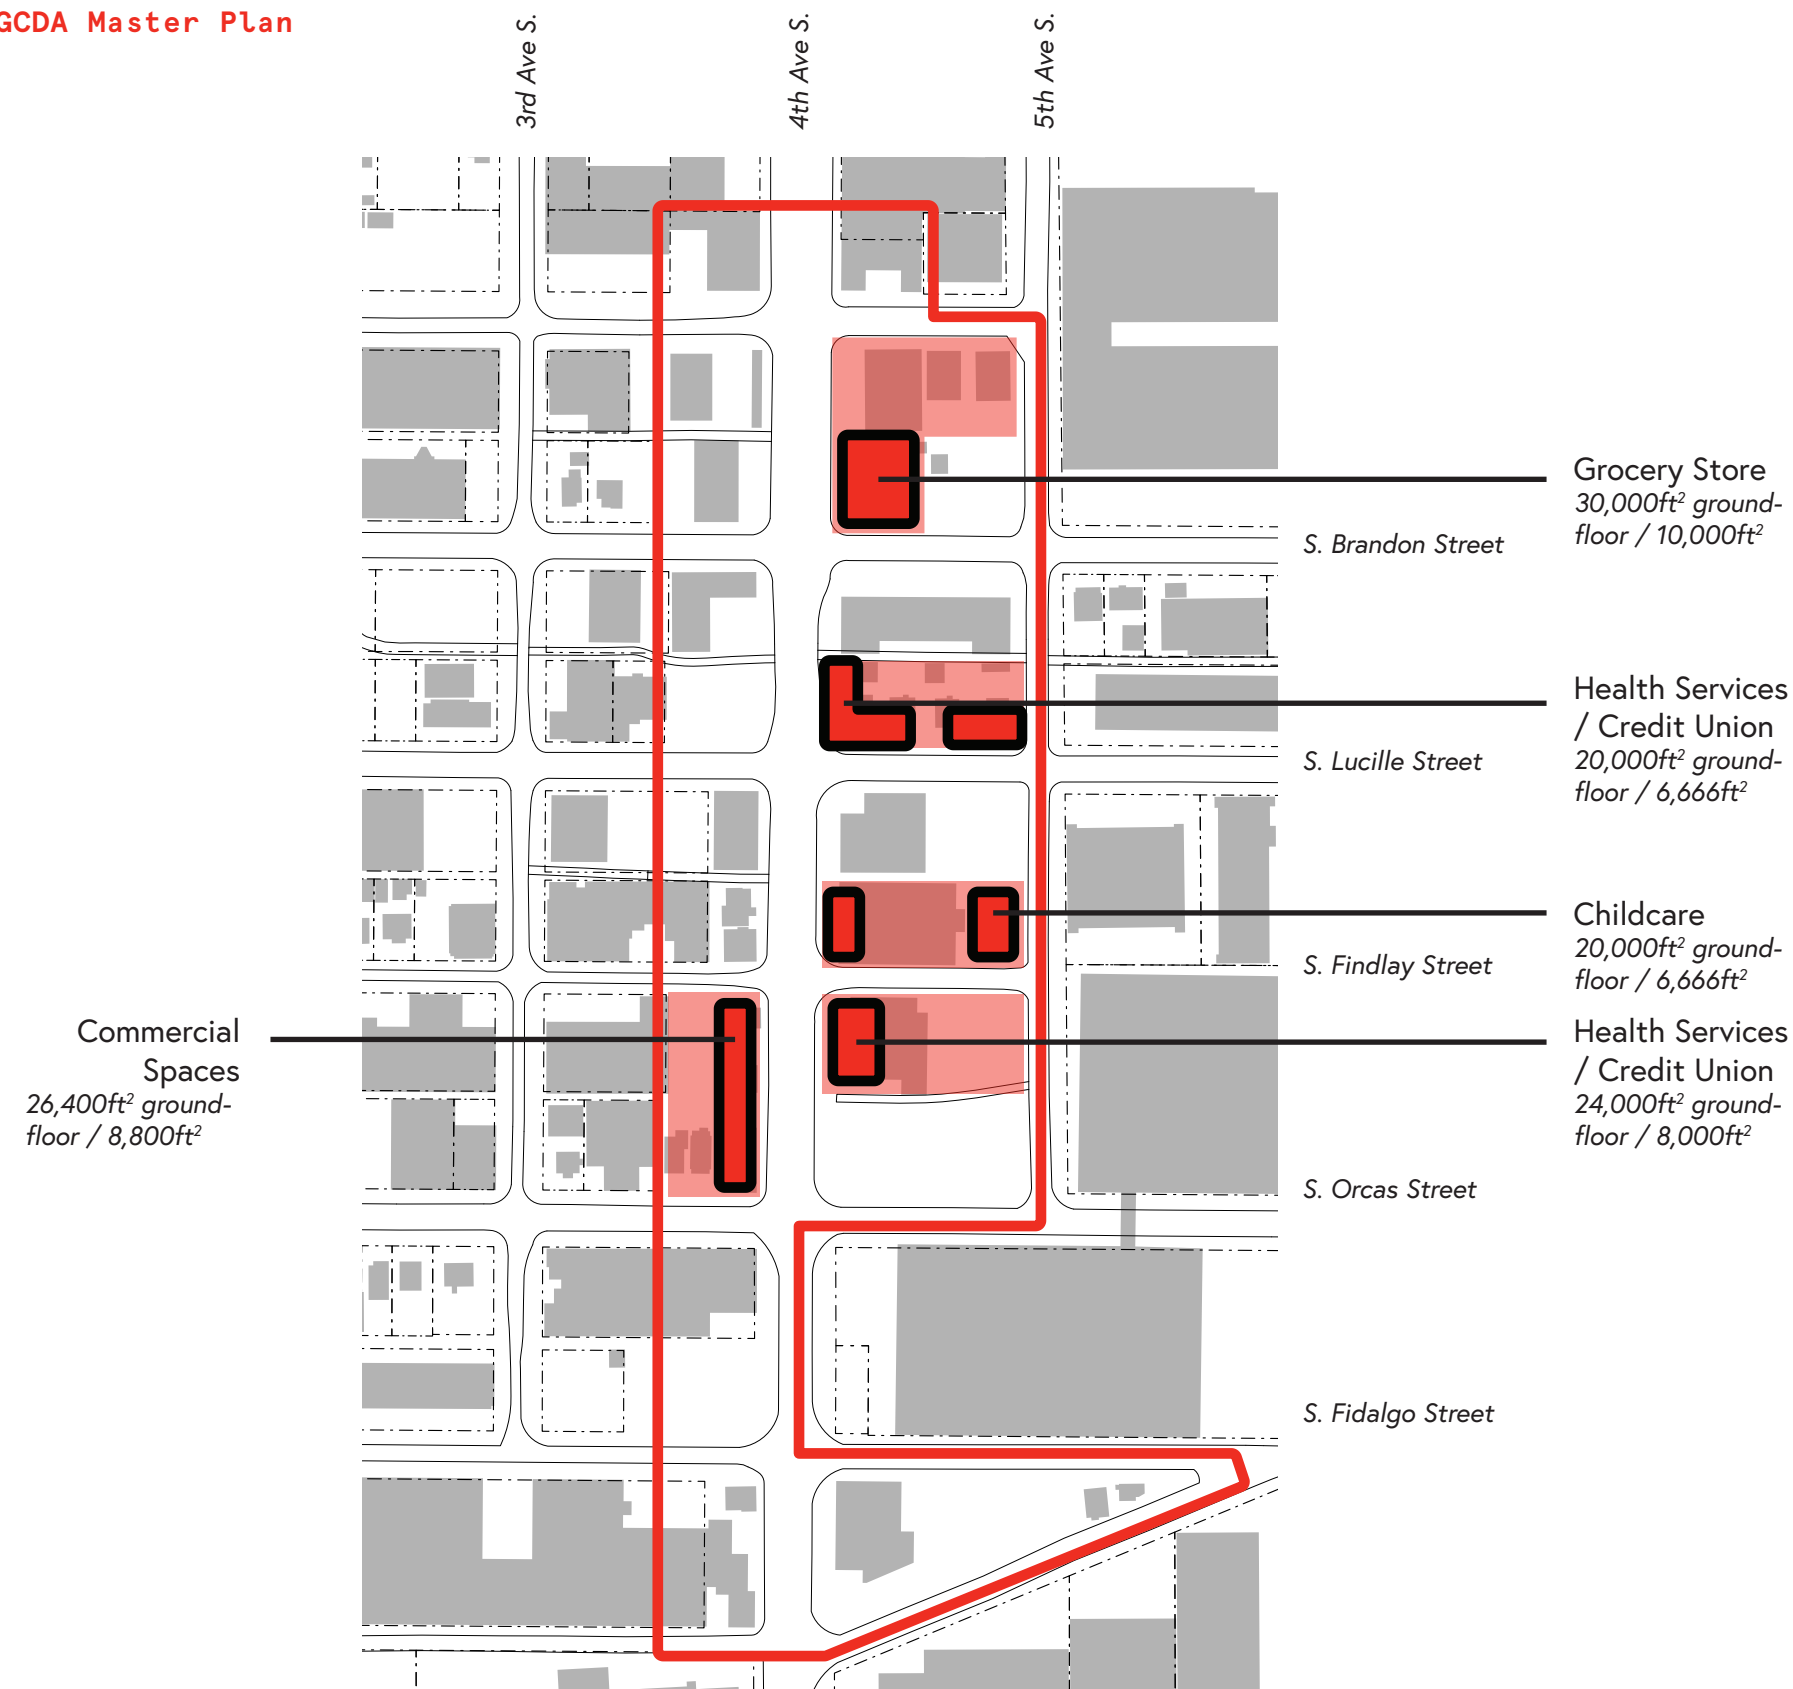 GCDA Master Plan
3rd Ave S.
4th Ave S.
5th Ave S.
Grocery Store
30,000ft² ground-
floor / 10,000ft²
S. Brandon Street
Health Services
/ Credit Union
20,000ft² ground-
floor / 6,666ft²
S. Lucille Street
Childcare
20,000ft² ground-
floor / 6,666ft²
S. Findlay Street
Commercial
Spaces
26,400ft² ground-
floor / 8,800ft²
Health Services
/ Credit Union
24,000ft² ground-
floor / 8,000ft²
S. Orcas Street
S. Fidalgo Street